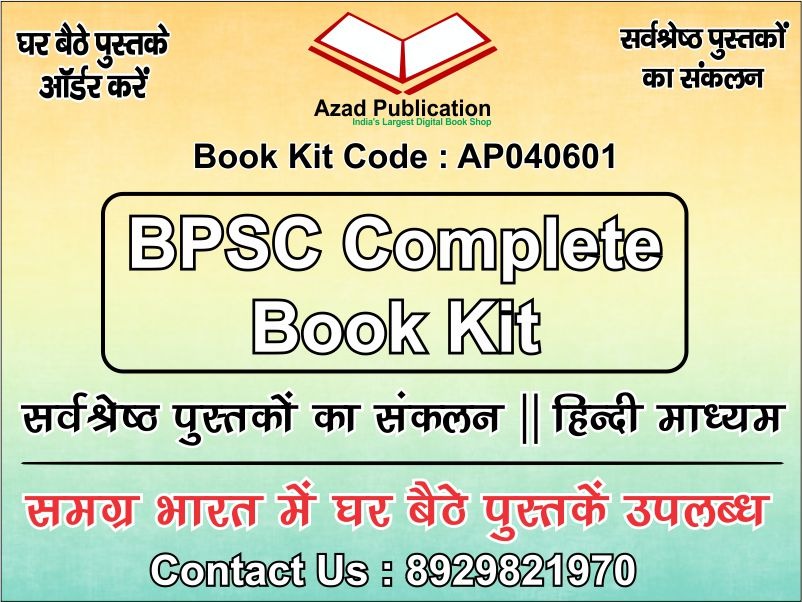 घर बैठे पुस्तके
ऑर्डर करें
सर्वश्रेष्ठ पुस्तकों
का संकलन
Azad Publication
India's Largest Digital Book Shop
Book Kit Code : AP040601
BPSC Complete
Book Kit
सर्वश्रेष्ठ पुस्तकों का संकलन || हिन्दी माध्यम
समग्र भारत में घर बैठे पुस्तकें उपलब्ध
Contact Us : 8929821970